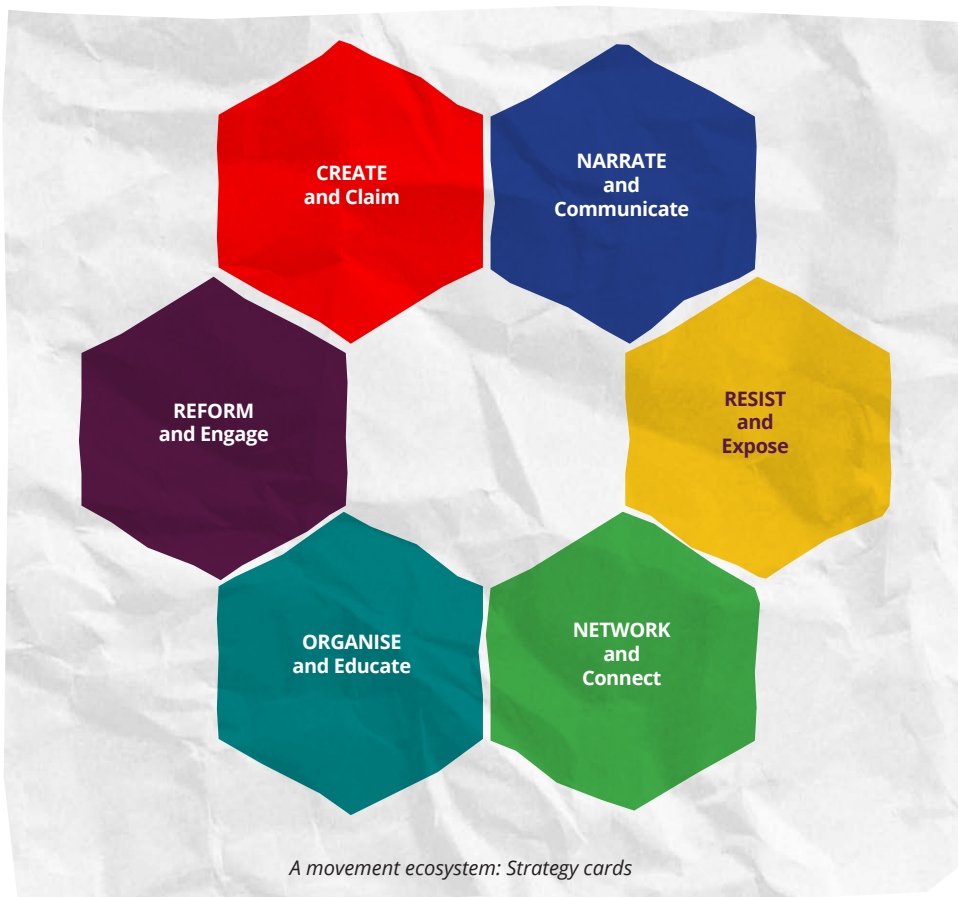 CREATE
and Claim
NARRATE
and
Communicate
REFORM
and Engage
RESIST
and
Expose
ORGANISE
and Educate
NETWORK
and
Connect
A movement ecosystem: Strategy cards